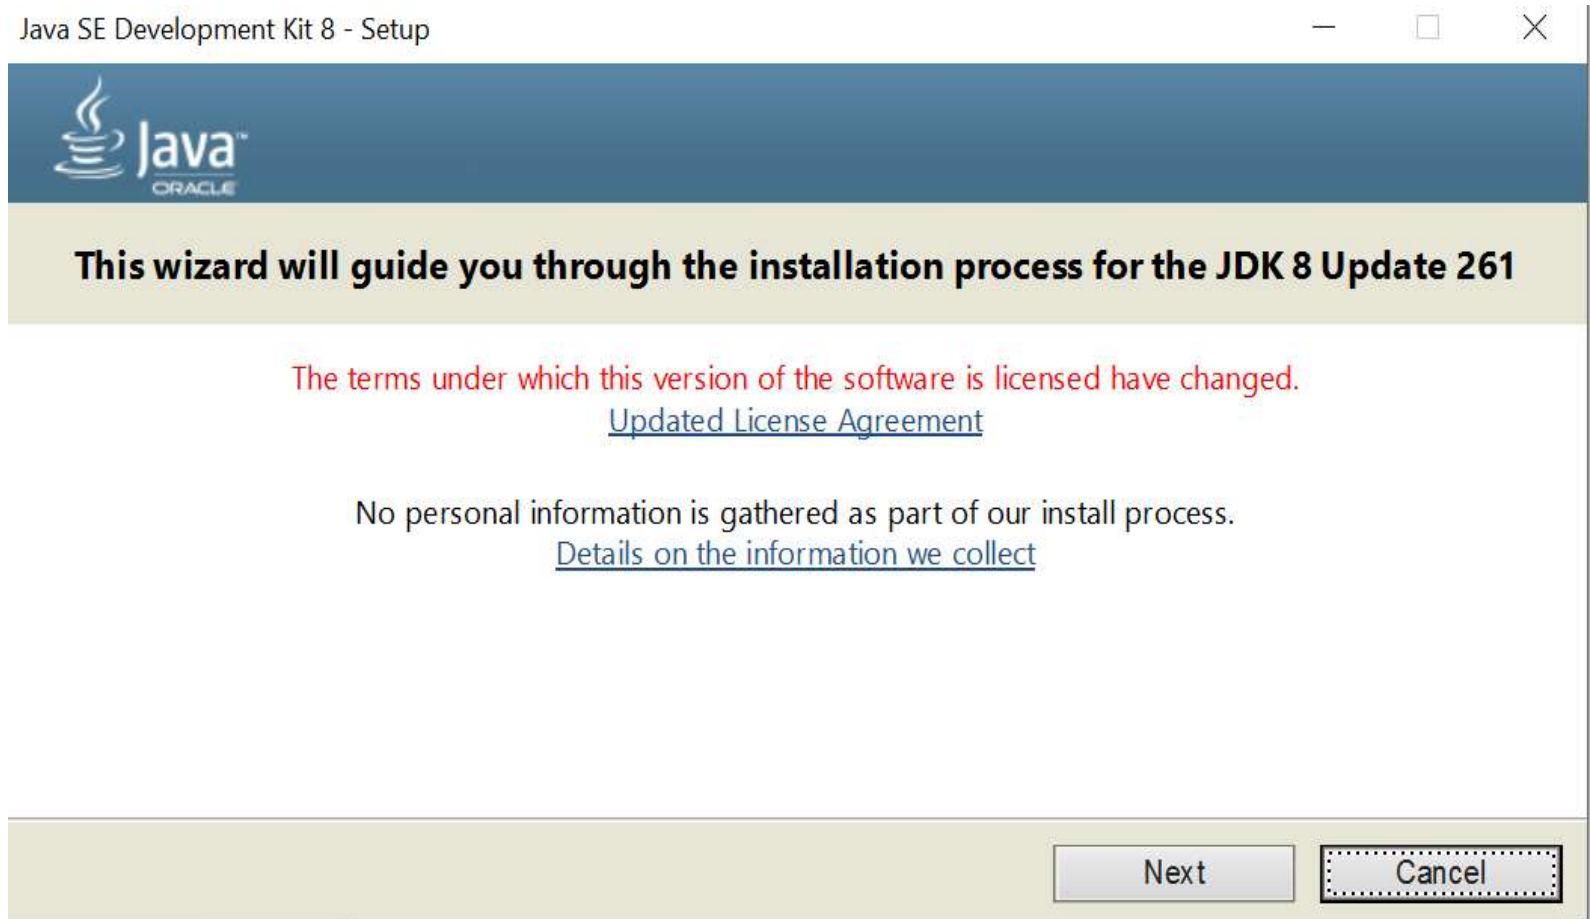 Java SE Development Kit 8 - Setup
Java™
ORACLE
This wizard will guide you through the installation process for the JDK 8 Update 261
The terms under which this version of the software is licensed have changed.
Updated License Agreement
No personal information is gathered as part of our install process.
Details on the information we collect
Next Cancel